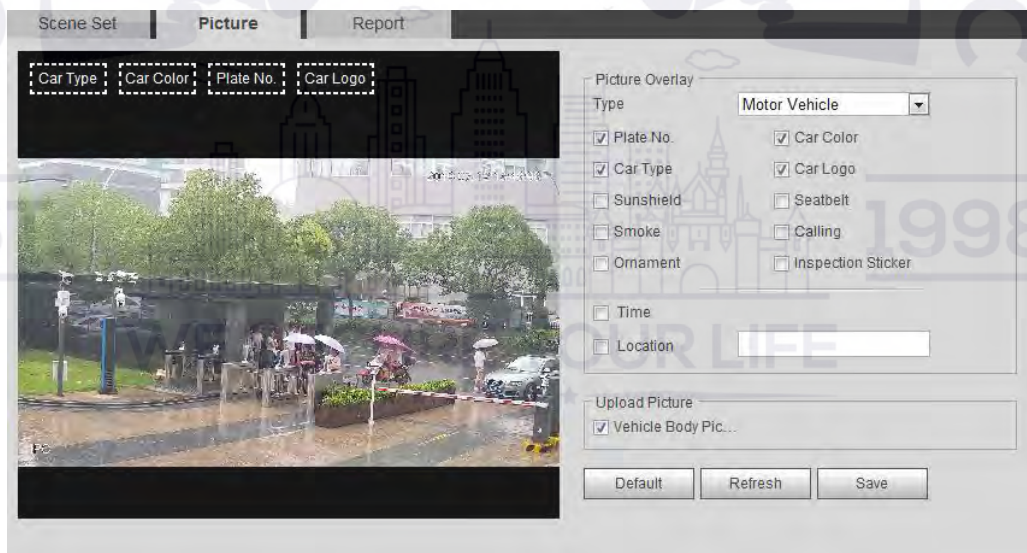 Scene Set Picture Report
Car Type Car Color Plate No. Car Logo
Picture Overlay
Type Motor Vehicle
Plate No. Car Color
Car Type Car Logo
Sunshield Seatbelt
Smoke Calling
Ornament Inspection Sticker
Time
Location
Upload Picture
Vehicle Body Pic...
Default Refresh Save
1998
LIFE